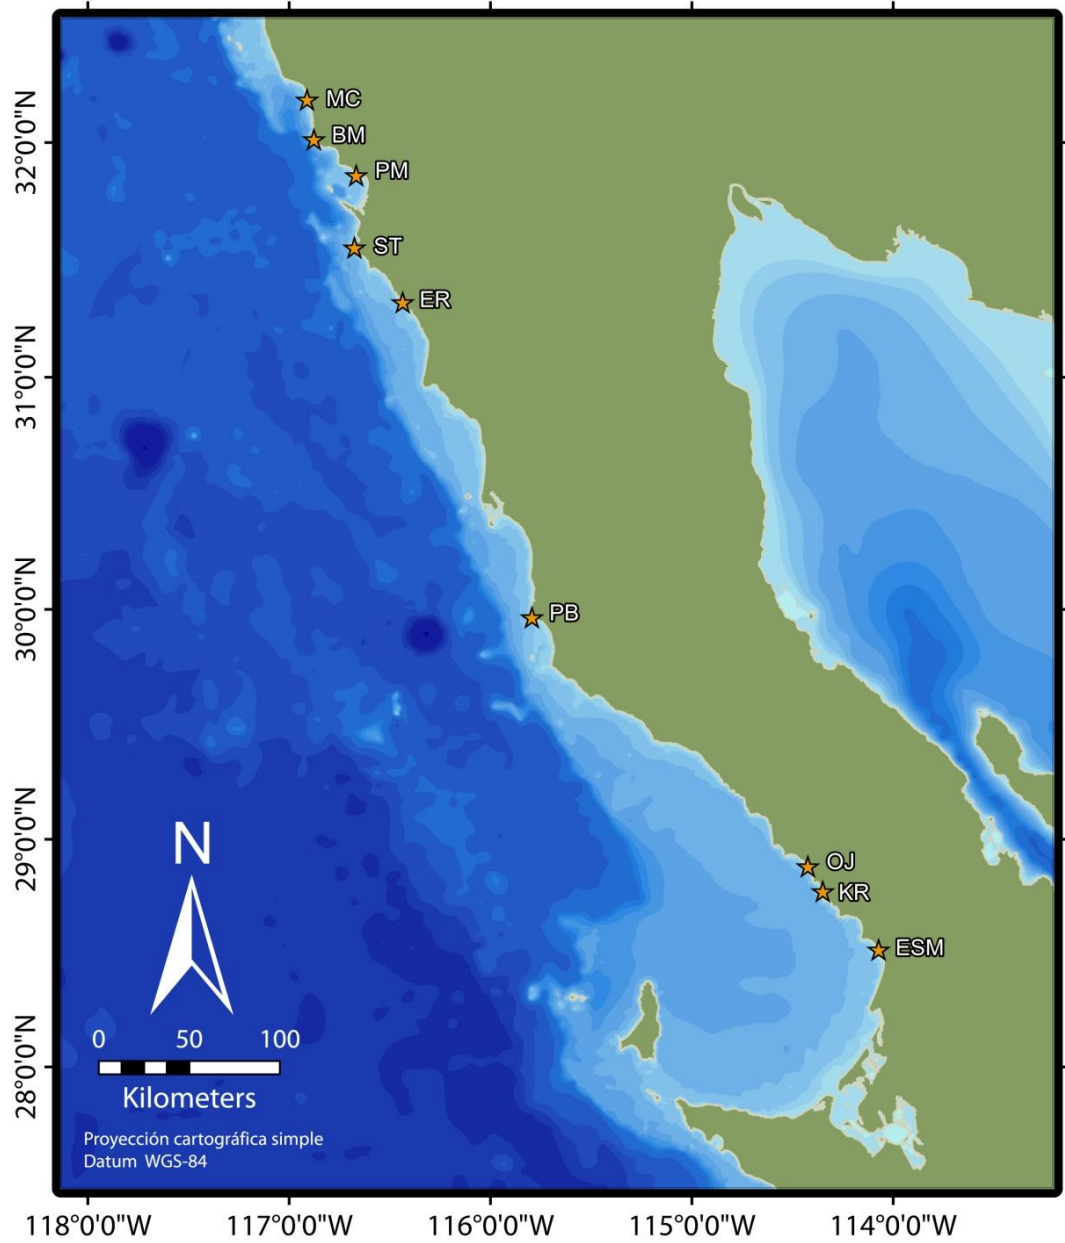 MC
BM
PM
ST
ER
PB
OJ
KR
ESM
32°0'0"N
31°0'0"N
30°0'0"N
29°0'0"N
28°0'0"N
N
0 50 100
Kilometers
Proyección cartográfica simple
Datum WGS-84
118°0'0"W 117°0'0"W 116°0'0"W 115°0'0"W 114°0'0"W